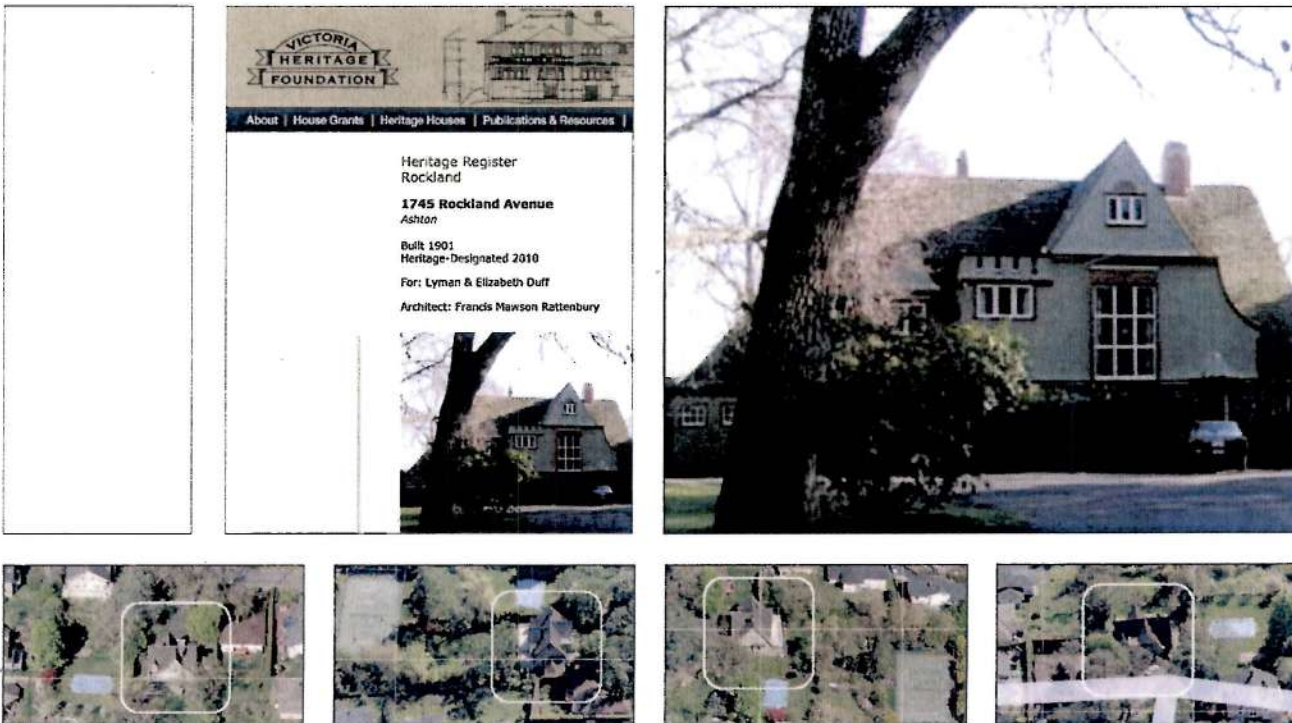 VICTORIA
HERITAGE
FOUNDATION
About | House Grants | Heritage Houses | Publications & Resources |
Heritage Register
Rockland
1745 Rockland Avenue
Ashton
Built 1901
Heritage-Designated 2010
For: Lyman & Elizabeth Duff
Architect: Francis Mawson Rattenbury